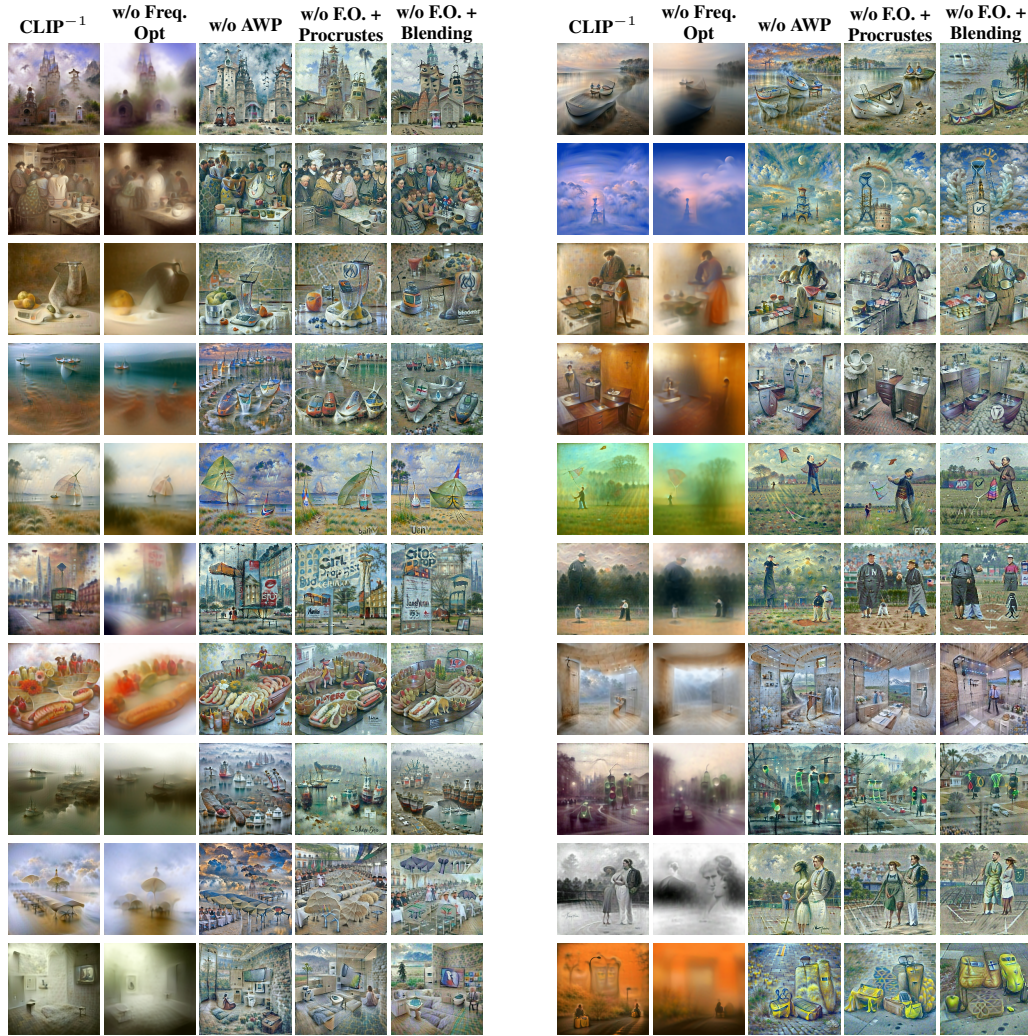 CLIP⁻¹
w/o Freq.
Opt
w/o AWP
w/o F.O. +
Procrustes
w/o F.O. +
Blending
CLIP⁻¹
w/o Freq.
Opt
w/o AWP
w/o F.O. +
Procrustes
w/o F.O. +
Blending